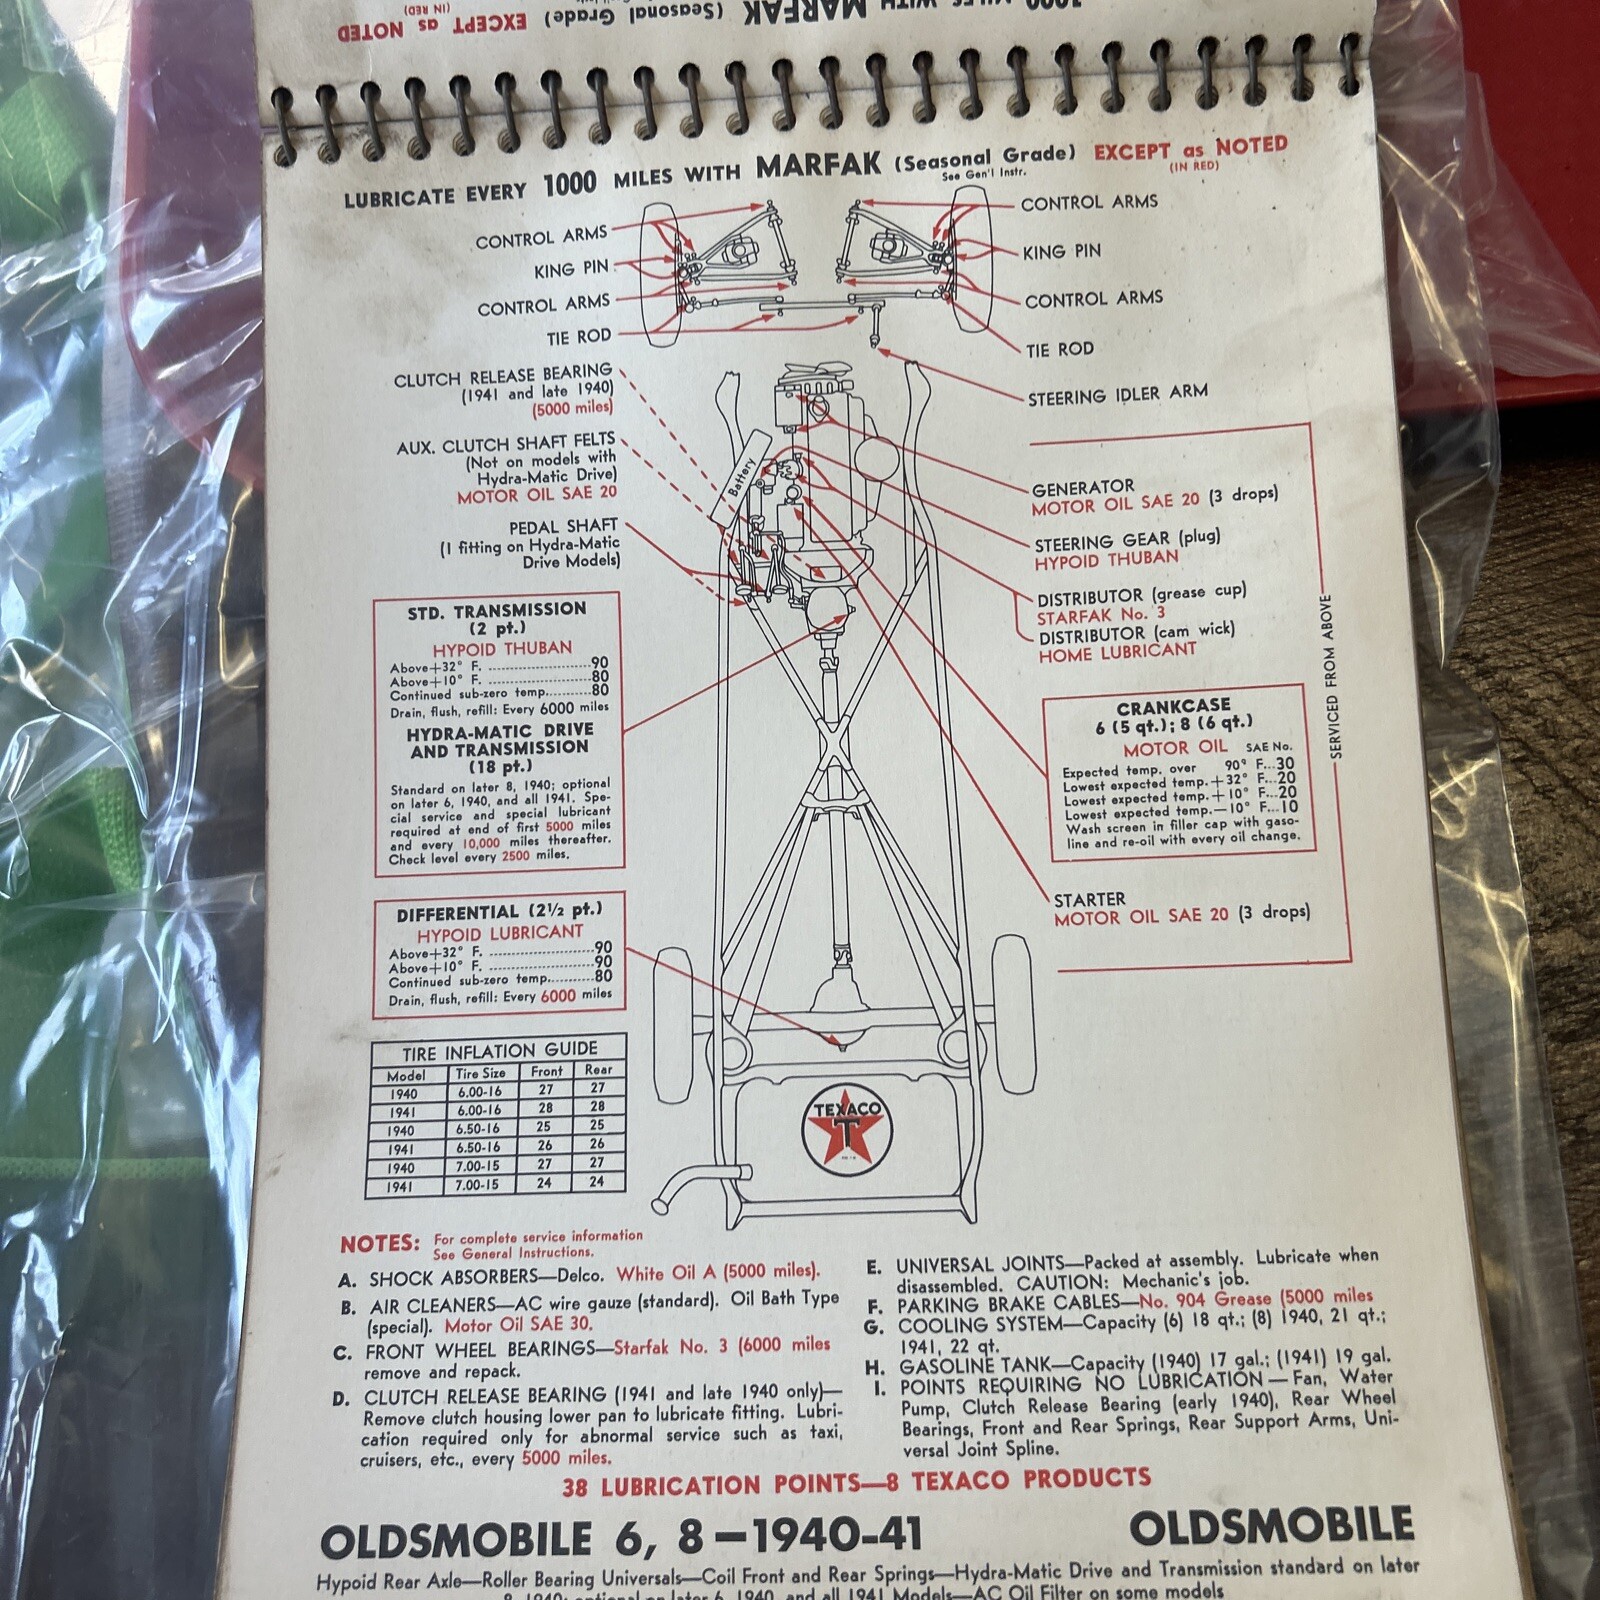 1000 MILES WITH MARFAK (Seasonal Grade) EXCEPT as NOTED
(IN RED)
LUBRICATE EVERY 1000 MILES WITH MARFAK (Seasonal Grade) EXCEPT as NOTED
See Gen'l Instr.
(IN RED)
CONTROL ARMS
KING PIN
CONTROL ARMS
TIE ROD
CONTROL ARMS
KING PIN
CONTROL ARMS
TIE ROD
STEERING IDLER ARM
CLUTCH RELEASE BEARING
(1941 and late 1940)
(5000 miles)
AUX. CLUTCH SHAFT FELTS
(Not on models with
Hydra-Matic Drive)
MOTOR OIL SAE 20
PEDAL SHAFT
(1 fitting on Hydra-Matic
Drive Models)
Battery
GENERATOR
MOTOR OIL SAE 20 (3 drops)
STEERING GEAR (plug)
HYPOID THUBAN
DISTRIBUTOR (grease cup)
STARFAK No. 3
DISTRIBUTOR (cam wick)
HOME LUBRICANT
SERVICED FROM ABOVE
STD. TRANSMISSION
(2 pt.)
HYPOID THUBAN
Above+32° F. ..........90
Above+10° F. ..........80
Continued sub-zero temp...........80
Drain, flush, refill: Every 6000 miles
HYDRA-MATIC DRIVE
AND TRANSMISSION
(18 pt.)
Standard on later 8, 1940; optional
on later 6, 1940, and all 1941. Spe-
cial service and special lubricant
required at end of first 5000 miles
and every 10,000 miles thereafter.
Check level every 2500 miles.
CRANKCASE
6 (5 qt.); 8 (6 qt.)
MOTOR OIL SAE No.
Expected temp. over 90° F...30
Lowest expected temp.+32° F...20
Lowest expected temp.+10° F...20
Lowest expected temp.—10° F...10
Wash screen in filler cap with gaso-
line and re-oil with every oil change.
STARTER
MOTOR OIL SAE 20 (3 drops)
DIFFERENTIAL (2½ pt.)
HYPOID LUBRICANT
Above+32° F. ..........90
Above+10° F. ..........90
Continued sub-zero temp...........80
Drain, flush, refill: Every 6000 miles
TIRE INFLATION GUIDE
Model Tire Size Front Rear
1940 6.00-16 27 27
1941 6.00-16 28 28
1940 6.50-16 25 25
1941 6.50-16 26 26
1940 7.00-15 27 27
1941 7.00-15 24 24
TEXACO
T
NOTES: For complete service information
See General Instructions.
A. SHOCK ABSORBERS—Delco. White Oil A (5000 miles).
B. AIR CLEANERS—AC wire gauze (standard). Oil Bath Type
(special). Motor Oil SAE 30.
C. FRONT WHEEL BEARINGS—Starfak No. 3 (6000 miles
remove and repack.
D. CLUTCH RELEASE BEARING (1941 and late 1940 only)—
Remove clutch housing lower pan to lubricate fitting. Lubri-
cation required only for abnormal service such as taxi,
cruisers, etc., every 5000 miles.
E. UNIVERSAL JOINTS—Packed at assembly. Lubricate when
disassembled. CAUTION: Mechanic's job.
F. PARKING BRAKE CABLES—No. 904 Grease (5000 miles
G. COOLING SYSTEM—Capacity (6) 18 qt.; (8) 1940, 21 qt.;
1941, 22 qt.
H. GASOLINE TANK—Capacity (1940) 17 gal.; (1941) 19 gal.
I. POINTS REQUIRING NO LUBRICATION—Fan, Water
Pump, Clutch Release Bearing (early 1940), Rear Wheel
Bearings, Front and Rear Springs, Rear Support Arms, Uni-
versal Joint Spline.
38 LUBRICATION POINTS—8 TEXACO PRODUCTS
OLDSMOBILE 6, 8—1940-41 OLDSMOBILE
Hypoid Rear Axle—Roller Bearing Universals—Coil Front and Rear Springs—Hydra-Matic Drive and Transmission standard on later
8, 1940; optional on later 6, 1940, and all 1941 Models—AC Oil Filter on some models